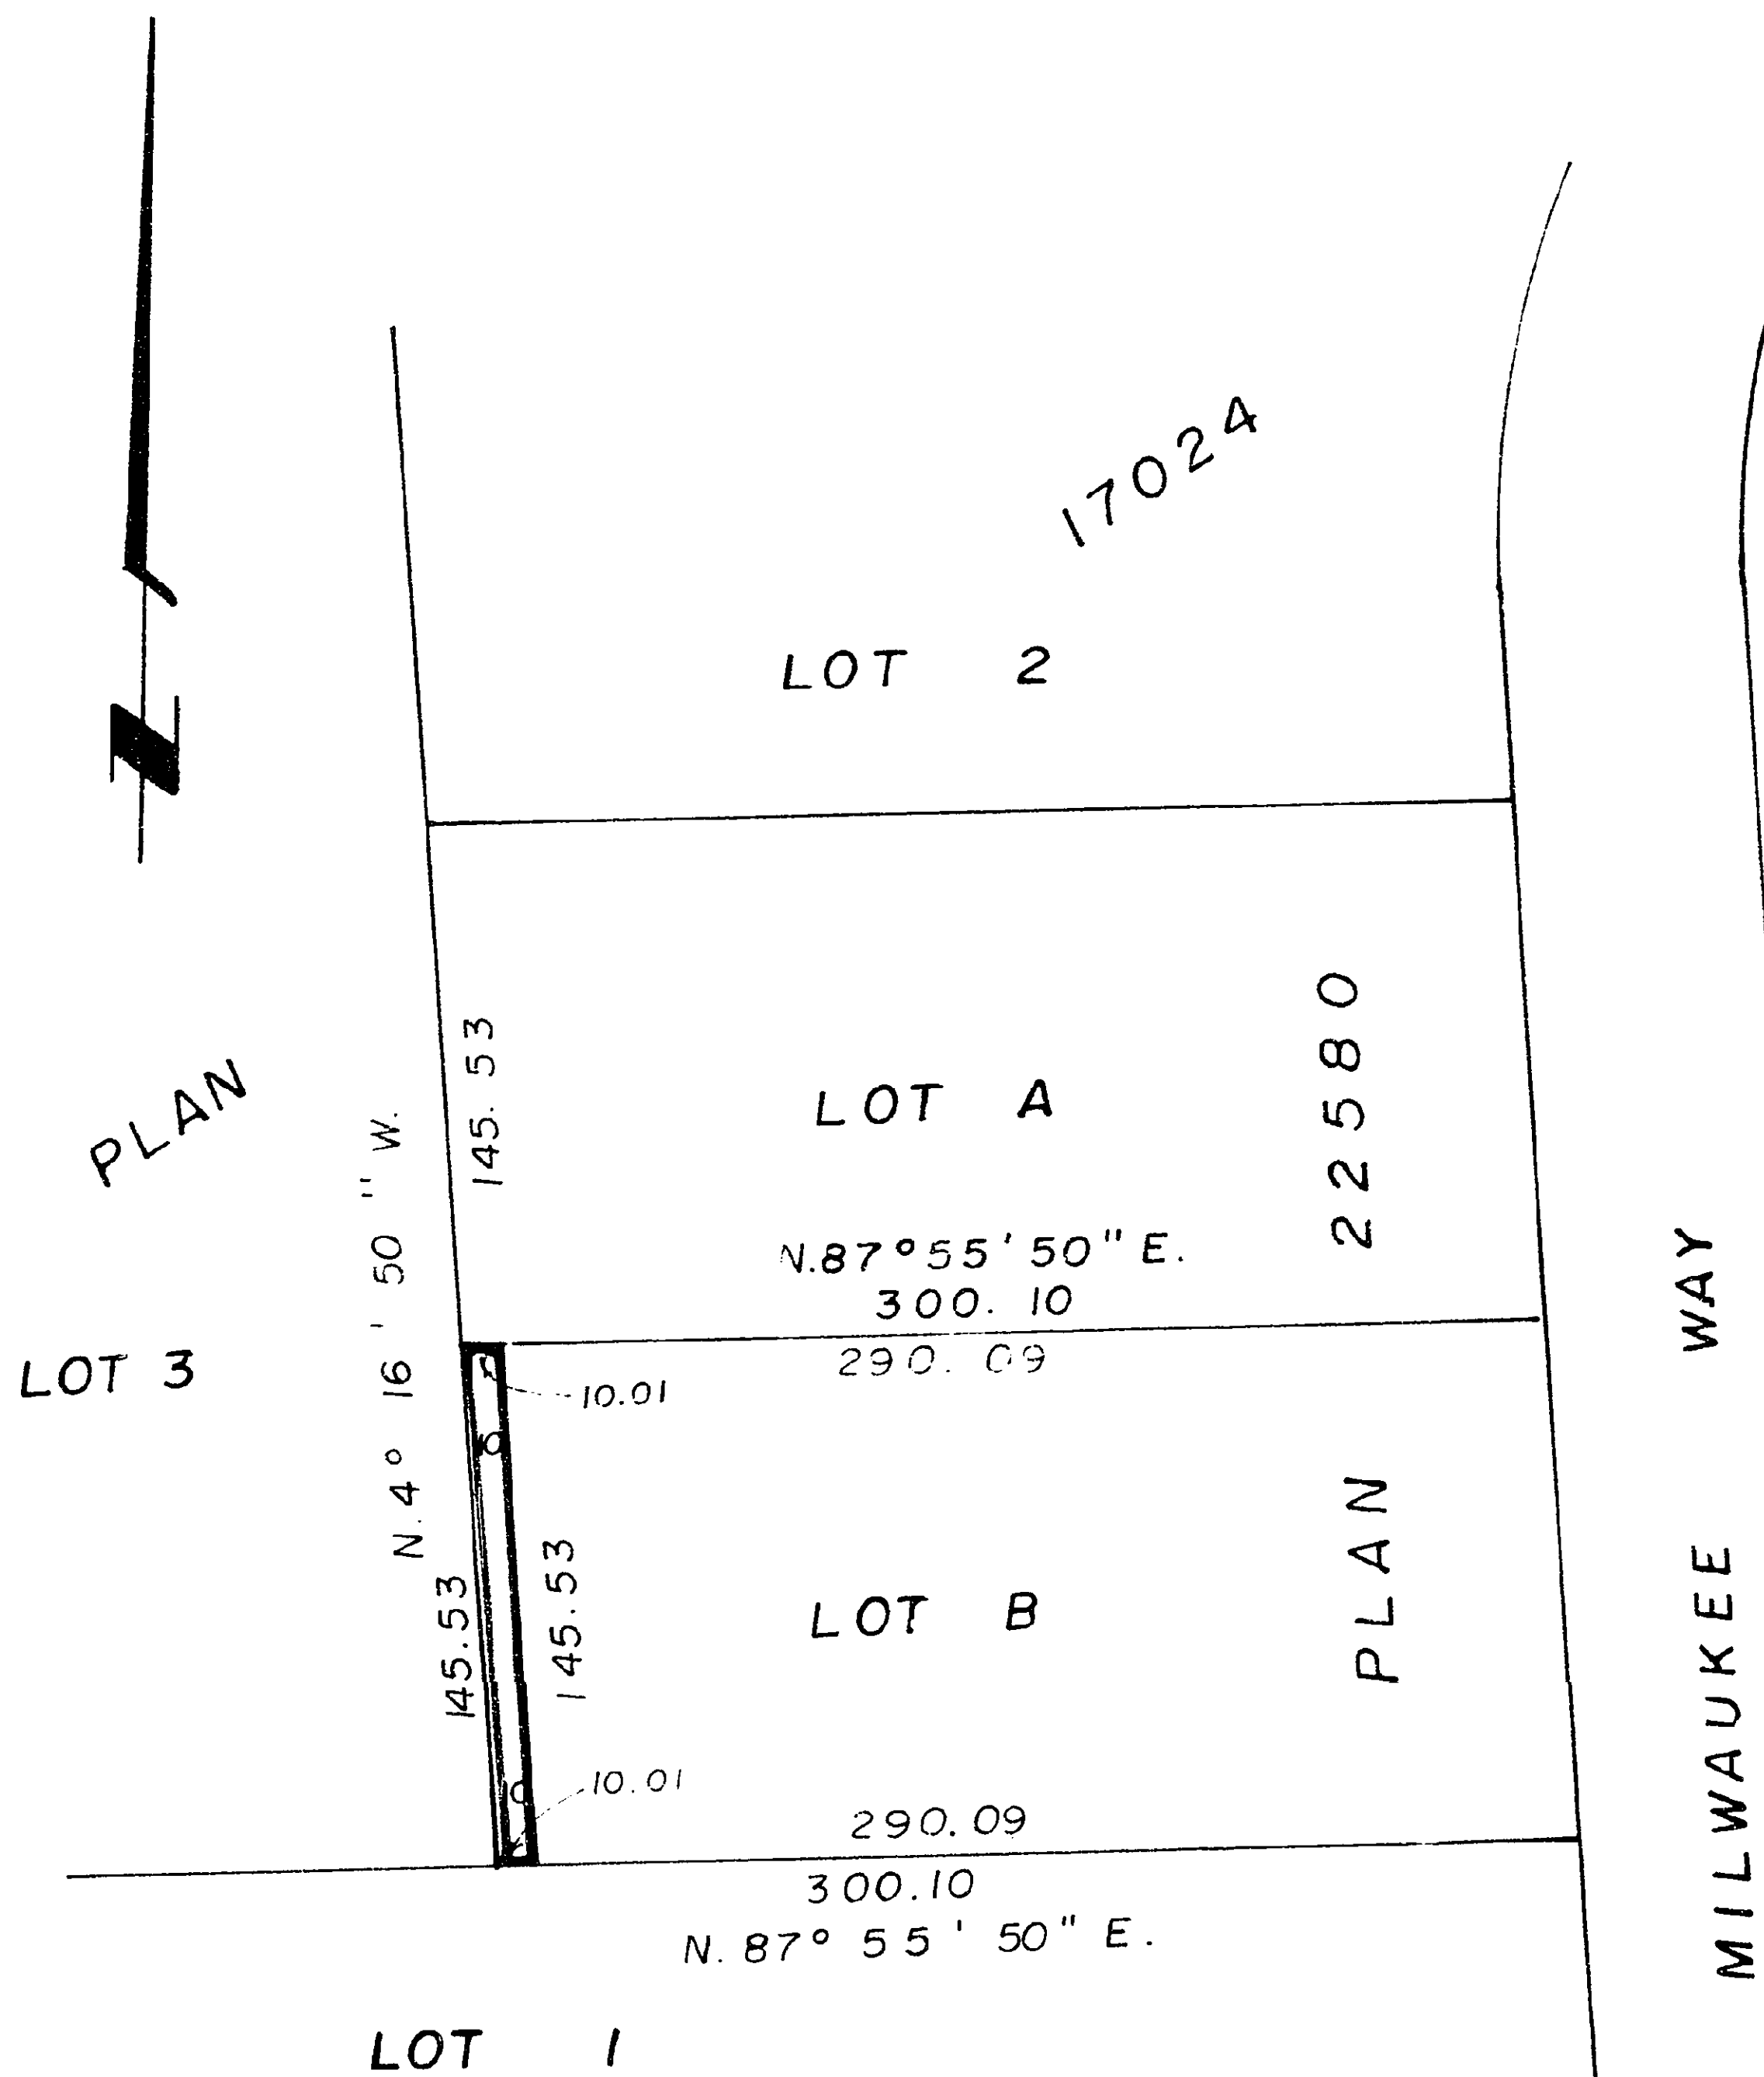 N
17024
LOT 2
PLAN
145.53
LOT A
22580
N. 4° 16' 50" W.
N.87°55'50"E.
300.10
290.09
LOT 3
10.01
10
145.53
145.53
LOT B
PLAN
MILWAUKEE WAY
10.01
290.09
300.10
N. 87° 55' 50" E.
LOT 1